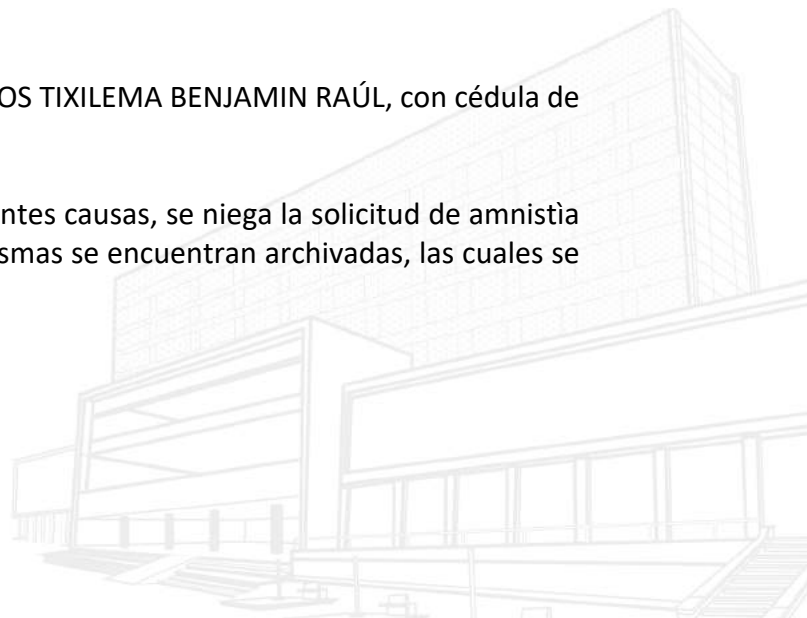 OS TIXILEMA BENJAMIN RAÚL, con cédula de
ntes causas, se niega la solicitud de amnistìa
ismas se encuentran archivadas, las cuales se